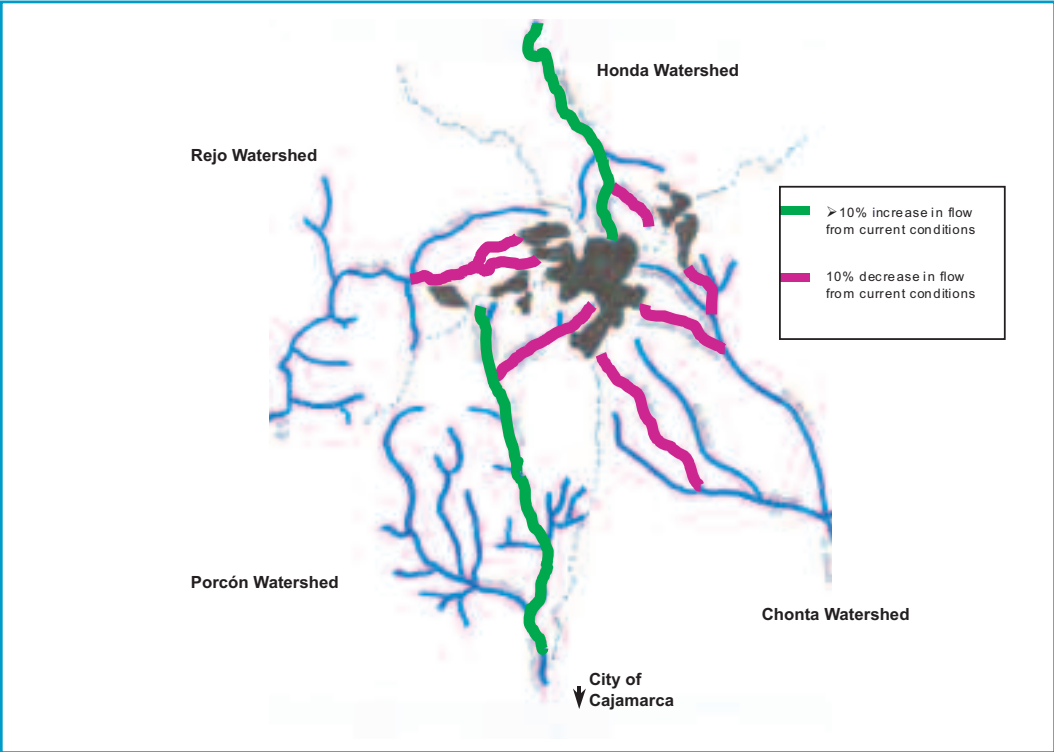 Honda Watershed
Rejo Watershed
➢10% increase in flow
from current conditions
10% decrease in flow
from current conditions
Porcón Watershed
Chonta Watershed
City of
Cajamarca